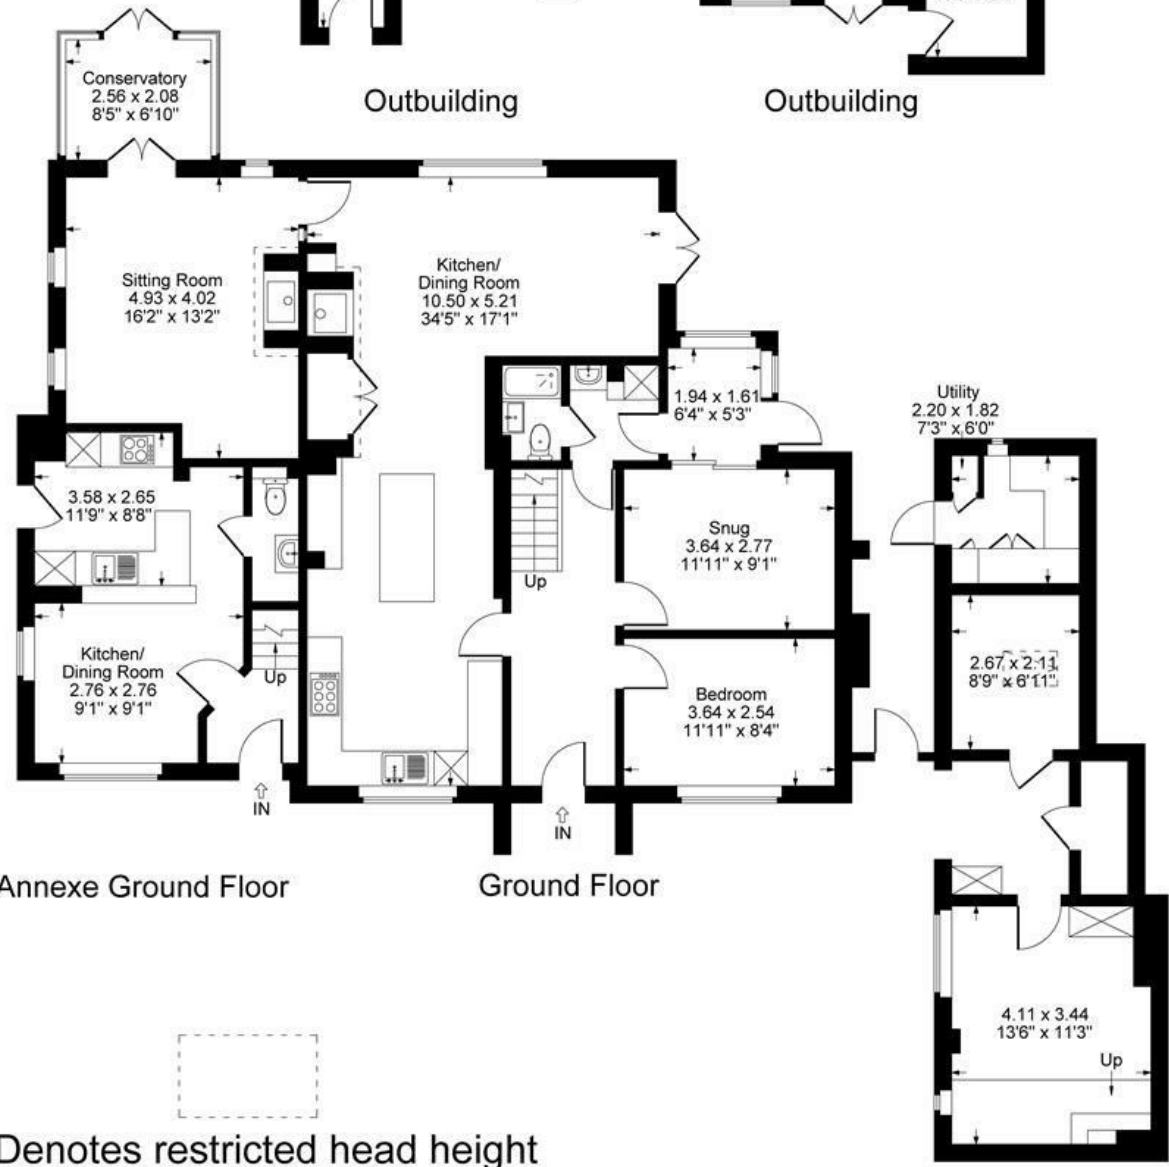 Outbuilding
Outbuilding
Conservatory
2.56 x 2.08
8'5" x 6'10"
Sitting Room
4.93 x 4.02
16'2" x 13'2"
Kitchen/
Dining Room
10.50 x 5.21
34'5" x 17'1"
1.94 x 1.61
6'4" x 5'3"
Utility
2.20 x 1.82
7'3" x 6'0"
3.58 x 2.65
11'9" x 8'8"
Snug
3.64 x 2.77
11'11" x 9'1"
Up
Kitchen/
Dining Room
2.76 x 2.76
9'1" x 9'1"
Up
Bedroom
3.64 x 2.54
11'11" x 8'4"
2.67 x 2.11
8'9" x 6'11"
IN
IN
Annexe Ground Floor
Ground Floor
4.11 x 3.44
13'6" x 11'3"
Up
Denotes restricted head height